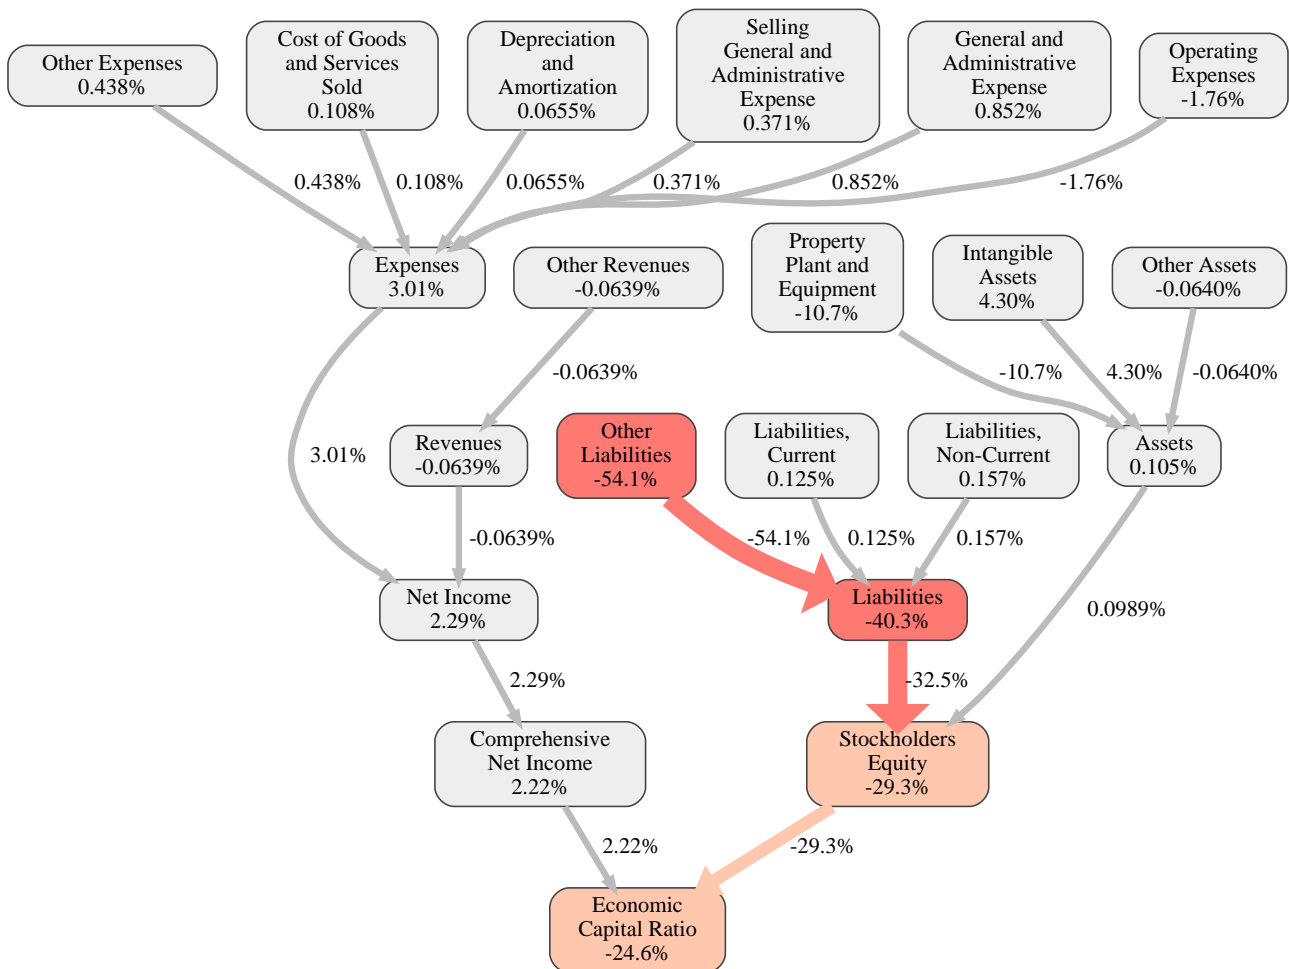 Other Expenses
0.438%
Cost of Goods
and Services
Sold
0.108%
Depreciation
and
Amortization
0.0655%
Selling
General and
Administrative
Expense
0.371%
General and
Administrative
Expense
0.852%
Operating
Expenses
-1.76%
0.438%
0.108%
0.0655%
0.371%
0.852%
-1.76%
Expenses
3.01%
Other Revenues
-0.0639%
Property
Plant and
Equipment
-10.7%
Intangible
Assets
4.30%
Other Assets
-0.0640%
-0.0639%
-10.7%
4.30%
-0.0640%
3.01%
Revenues
-0.0639%
Other
Liabilities
-54.1%
Liabilities,
Current
0.125%
Liabilities,
Non-Current
0.157%
Assets
0.105%
-0.0639%
-54.1%
0.125%
0.157%
Net Income
2.29%
Liabilities
-40.3%
0.0989%
2.29%
-32.5%
Comprehensive
Net Income
2.22%
Stockholders
Equity
-29.3%
2.22%
-29.3%
Economic
Capital Ratio
-24.6%